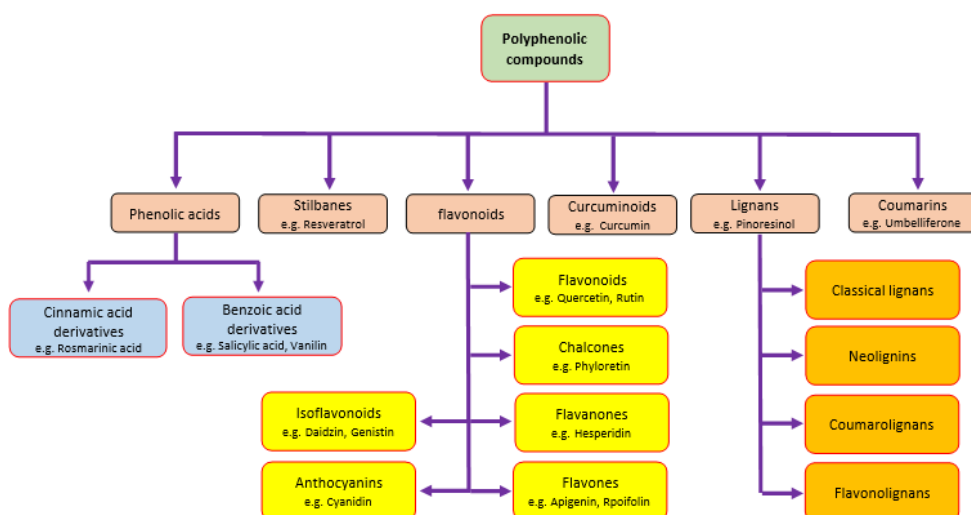 Polyphenolic
compounds
Phenolic acids
Stilbanes
e.g. Resveratrol
flavonoids
Curcuminoids
e.g. Curcumin
Lignans
e.g. Pinoresinol
Coumarins
e.g. Umbelliferone
Cinnamic acid
derivatives
e.g. Rosmarinic acid
Benzoic acid
derivatives
e.g. Salicylic acid, Vanilin
Flavonoids
e.g. Quercetin, Rutin
Chalcones
e.g. Phyloretin
Isoflavonoids
e.g. Daidzin, Genistin
Flavanones
e.g. Hesperidin
Anthocyanins
e.g. Cyanidin
Flavones
e.g. Apigenin, Rpoifolin
Classical lignans
Neolignins
Coumarolignans
Flavonolignans